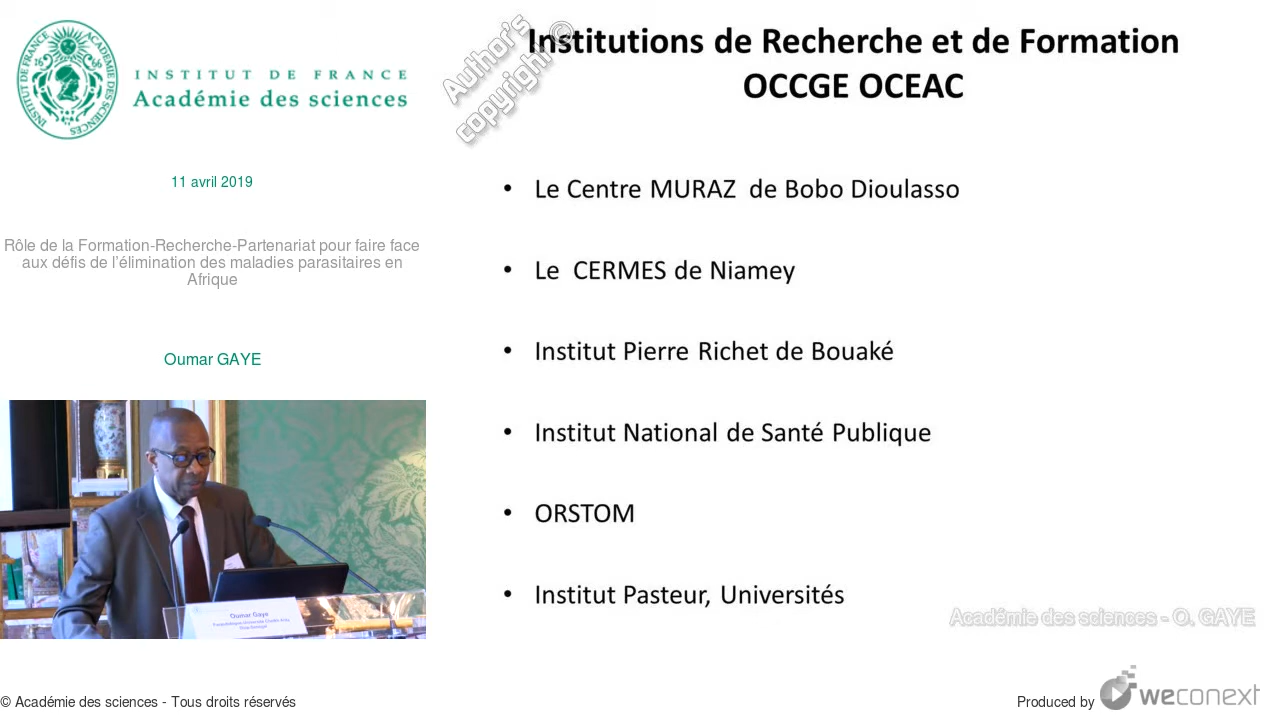 INSTITUT DE FRANCE
Académie des sciences
11 avril 2019
Rôle de la Formation-Recherche-Partenariat pour faire face
aux défis de l'élimination des maladies parasitaires en
Afrique
Oumar GAYE
Oumar Gaye
Author's
copyright ©
Institutions de Recherche et de Formation
OCCGE OCEAC
• Le Centre MURAZ de Bobo Dioulasso
• Le CERMES de Niamey
• Institut Pierre Richet de Bouaké
• Institut National de Santé Publique
• ORSTOM
• Institut Pasteur, Universités
Académie des sciences - O. GAYE
© Académie des sciences - Tous droits réservés
Produced by weconext